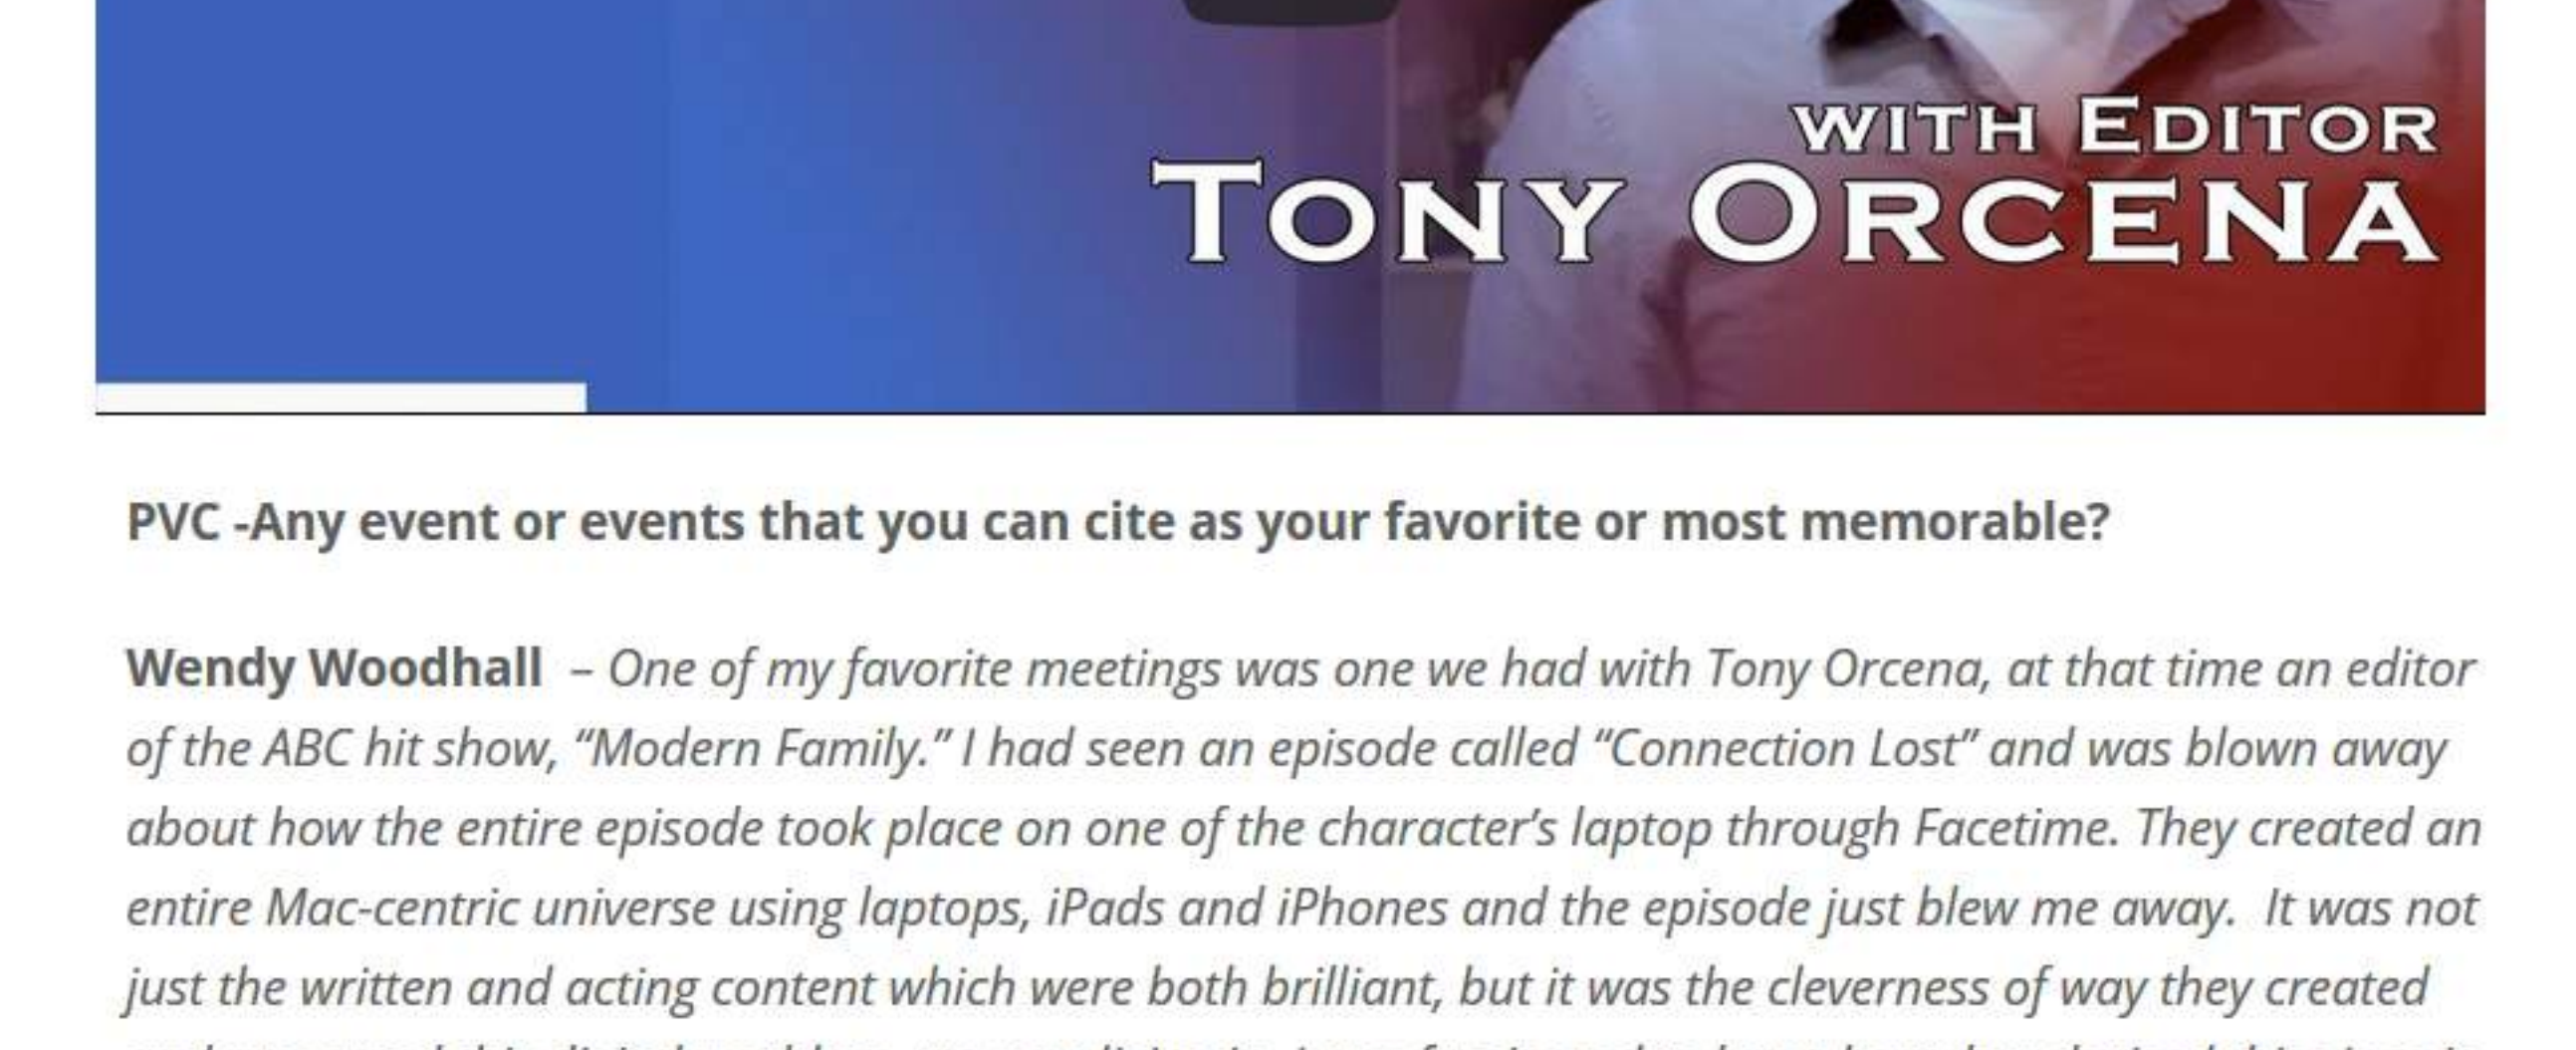 WITH EDITOR
TONY ORCENA
PVC -Any event or events that you can cite as your favorite or most memorable?
Wendy Woodhall – One of my favorite meetings was one we had with Tony Orcena, at that time an editor
of the ABC hit show, “Modern Family.” I had seen an episode called “Connection Lost” and was blown away
about how the entire episode took place on one of the character’s laptop through Facetime. They created an
entire Mac-centric universe using laptops, iPads and iPhones and the episode just blew me away. It was not
just the written and acting content which were both brilliant, but it was the cleverness of way they created